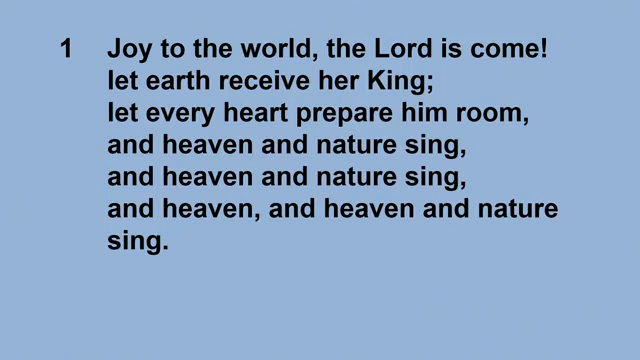 1 Joy to the world, the Lord is come!
let earth receive her King;
let every heart prepare him room,
and heaven and nature sing,
and heaven and nature sing,
and heaven, and heaven and nature
sing.